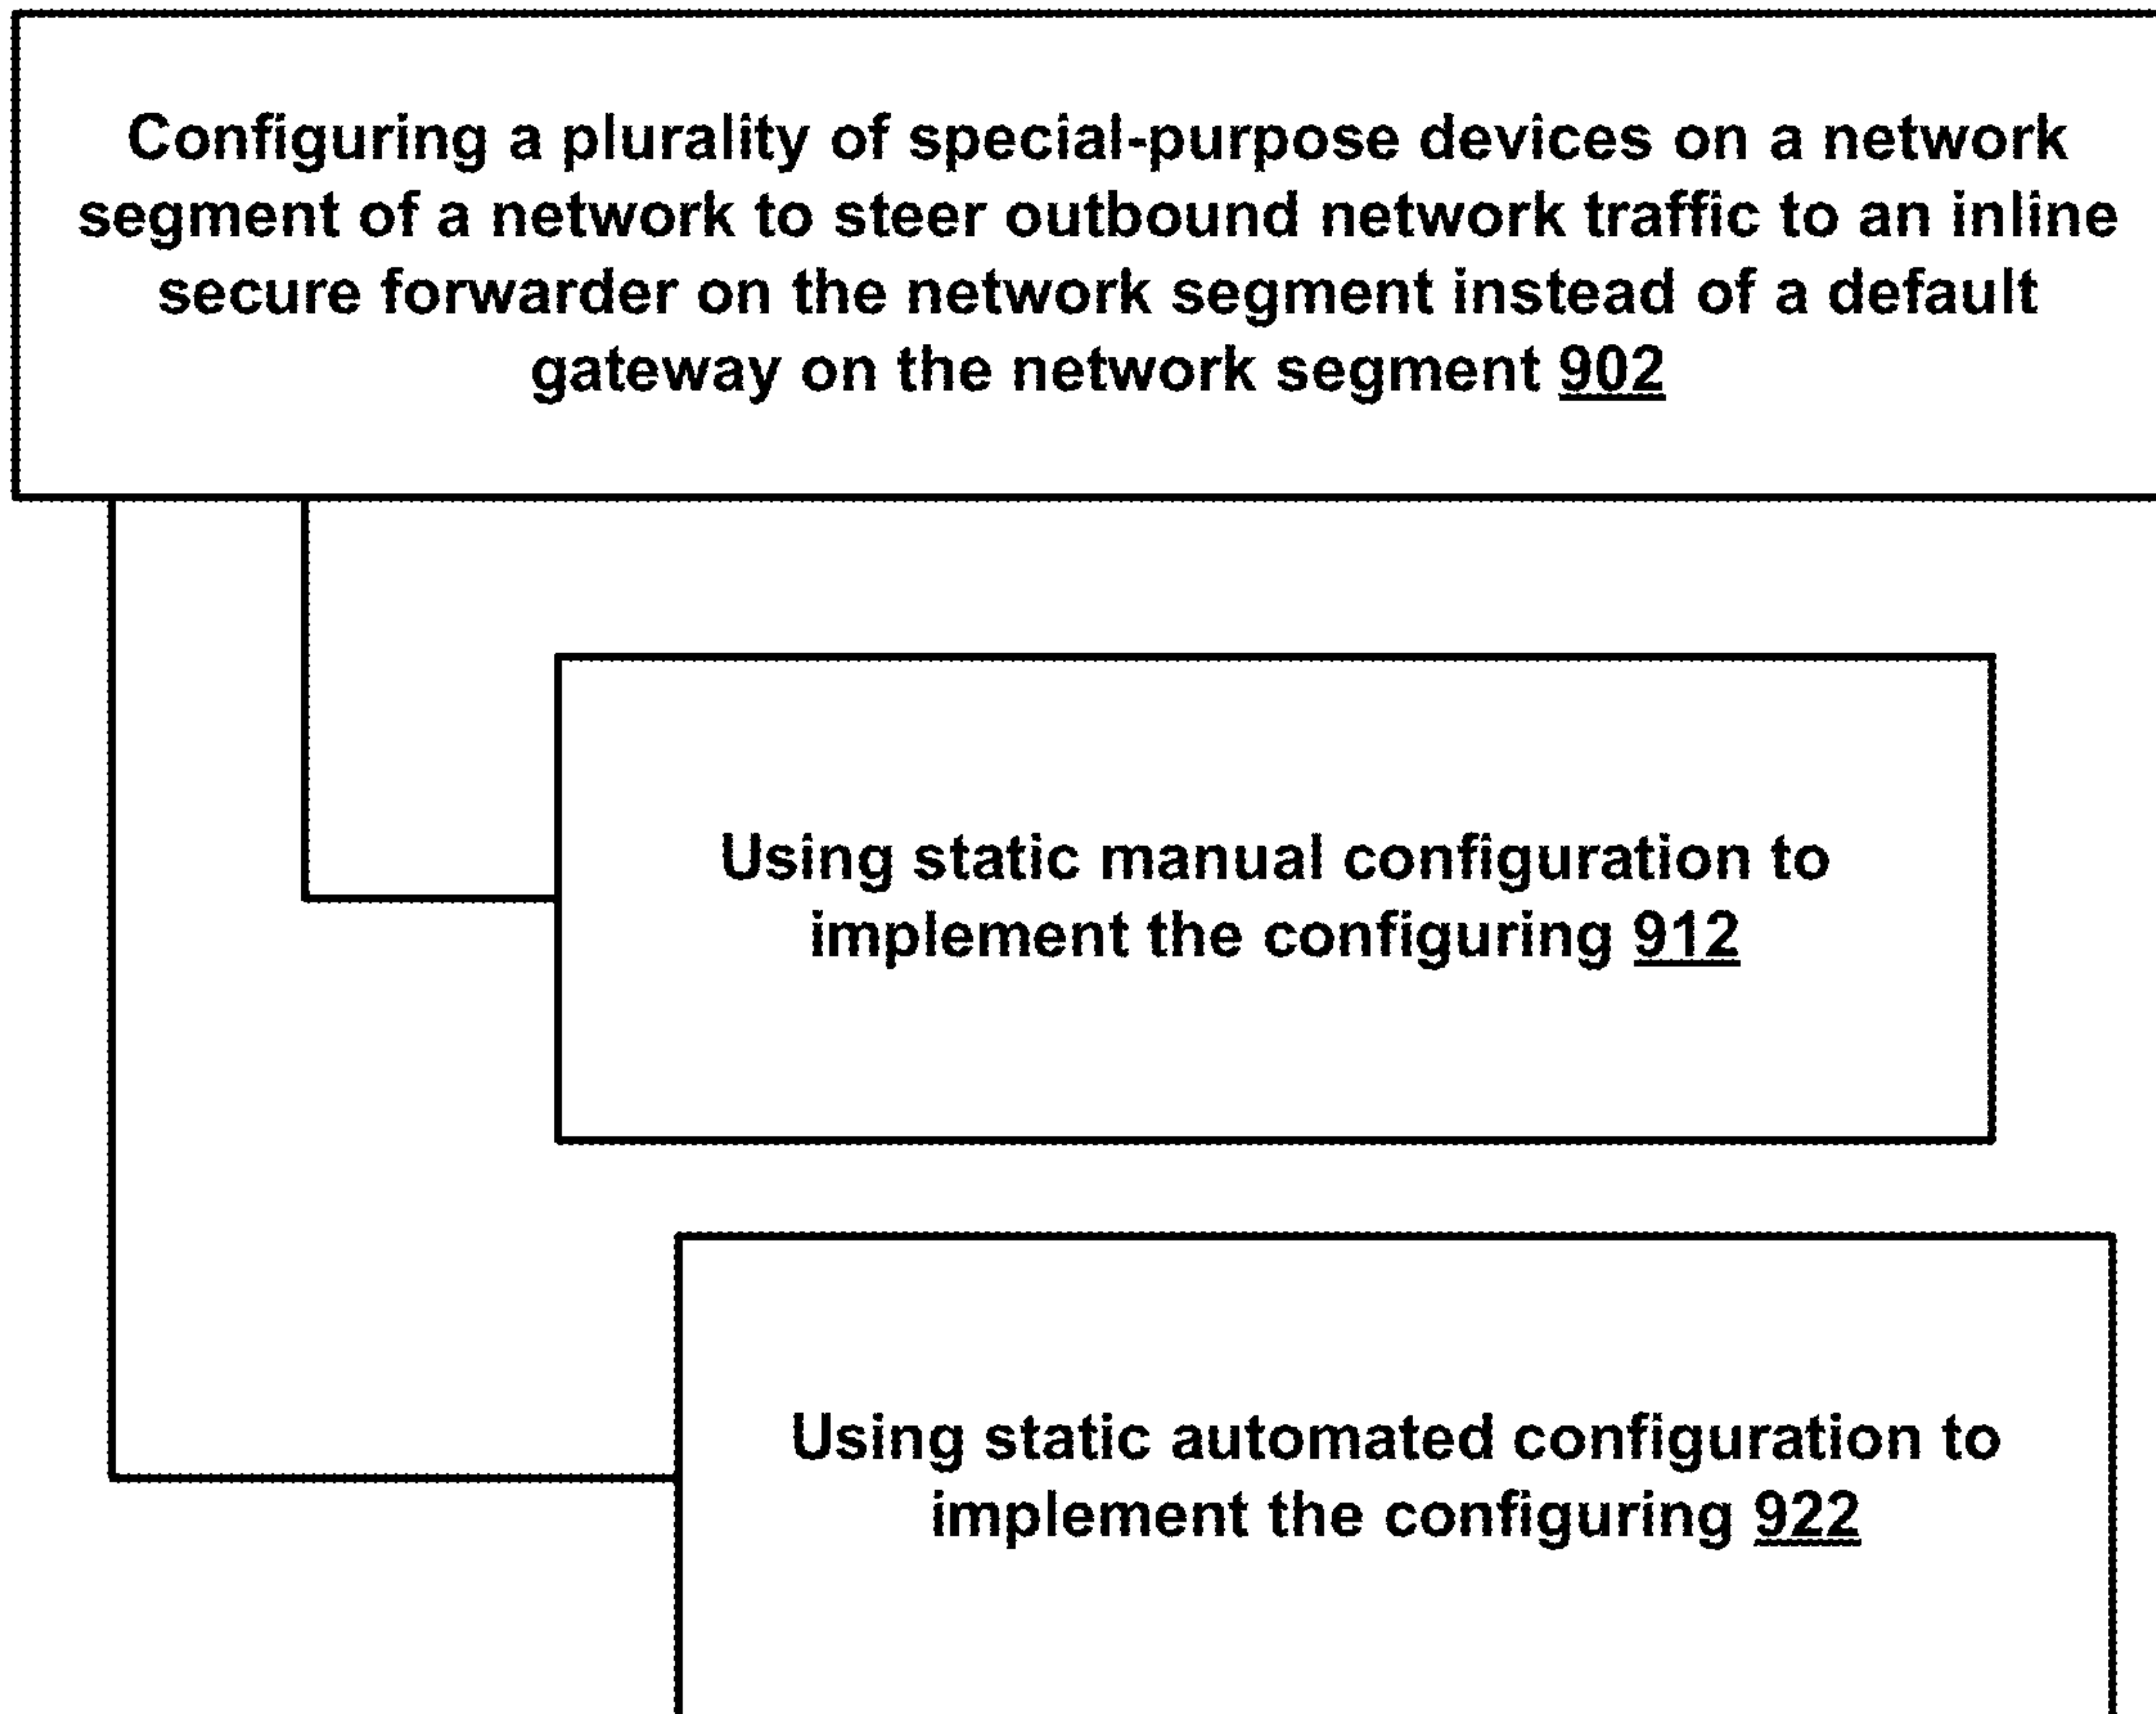 Configuring a plurality of special-purpose devices on a network
segment of a network to steer outbound network traffic to an inline
secure forwarder on the network segment instead of a default
gateway on the network segment 902
Using static manual configuration to
implement the configuring 912
Using static automated configuration to
implement the configuring 922